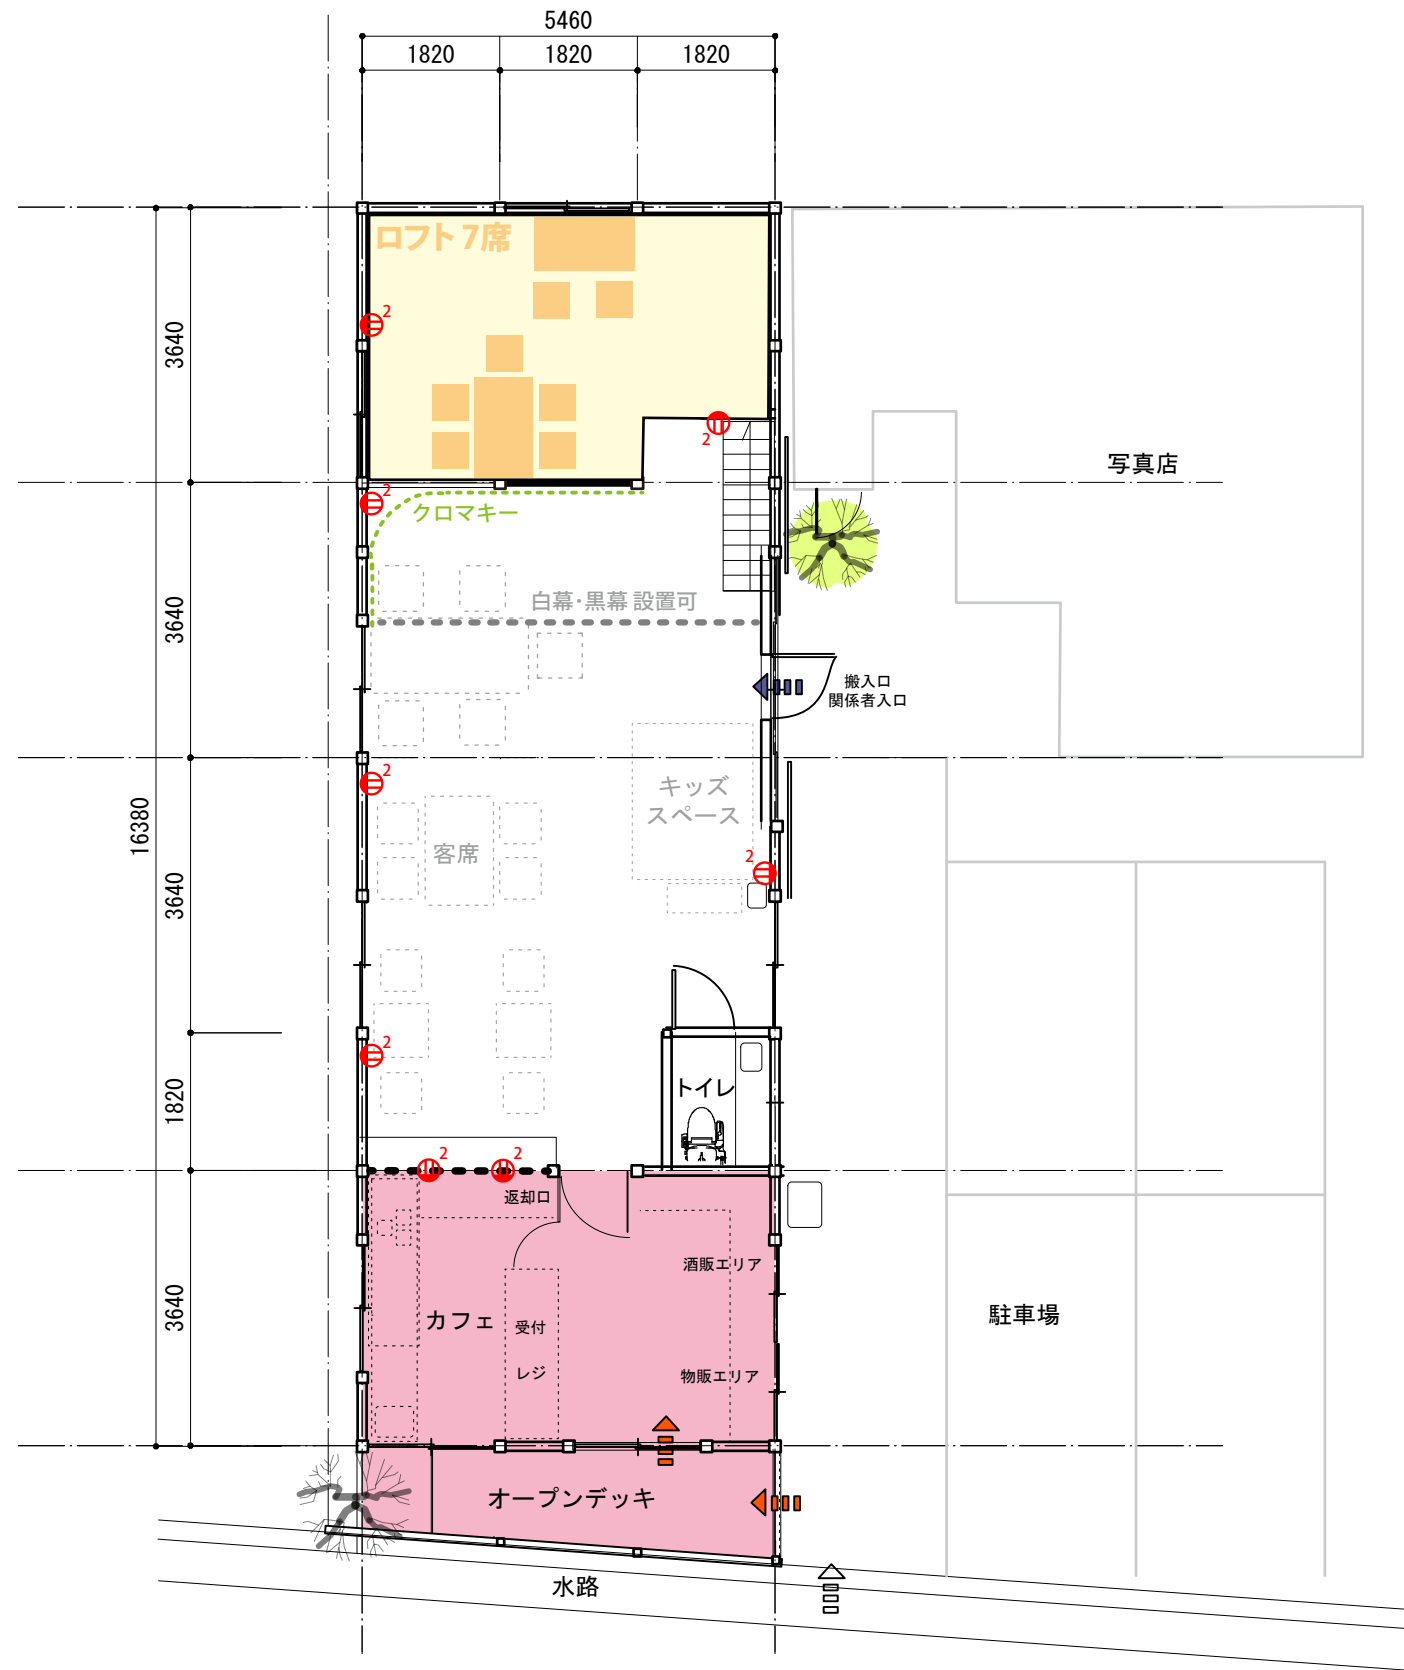 5460
1820
1820
1820
ロフト 7席
2
3640
2
写真店
2
クロマキー
白幕・黒幕 設置可
3640
搬入口
関係者入口
2
キッズ
スペース
16380
客席
2
3640
2
トイレ
1820
2
2
返却口
酒販エリア
カフェ
受付
3640
駐車場
レジ
物販エリア
オープンデッキ
水路